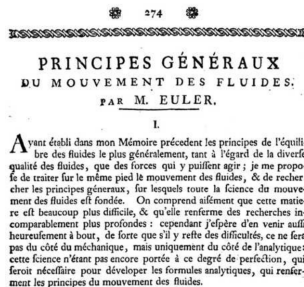 274
PRINCIPES GÉNÉRAUX
DU MOUVEMENT DES FLUIDES.
PAR M. EULER.
I.
Ayant établi dans mon Mémoire précedent les principes de l'équili
bre des fluides le plus généralement, tant à l'égard de la diverse
qualité des fluides, que des forces qui y puissent agir; je me propo
se de traiter sur le même pied le mouvement des fluides, & de recher
cher les principes géneraux, sur lesquels toute la science du mouve
ment des fluides est fondée. On comprend aisément que cette matie
re est beaucoup plus difficile, & qu'elle renferme des recherches in
comparablement plus profondes: cependant j'espère d'en venir aussi
heureusement à bout, de sorte que s'il y reste des difficultés, ce ne sera
pas du côté du méchanique, mais uniquement du côté de l'analytique:
cette science n'étant pas encore portée à ce degré de perfection, qui
seroit nécessaire pour déveloper les formules analytiques, qui renfer
ment les principes du mouvement des fluides.